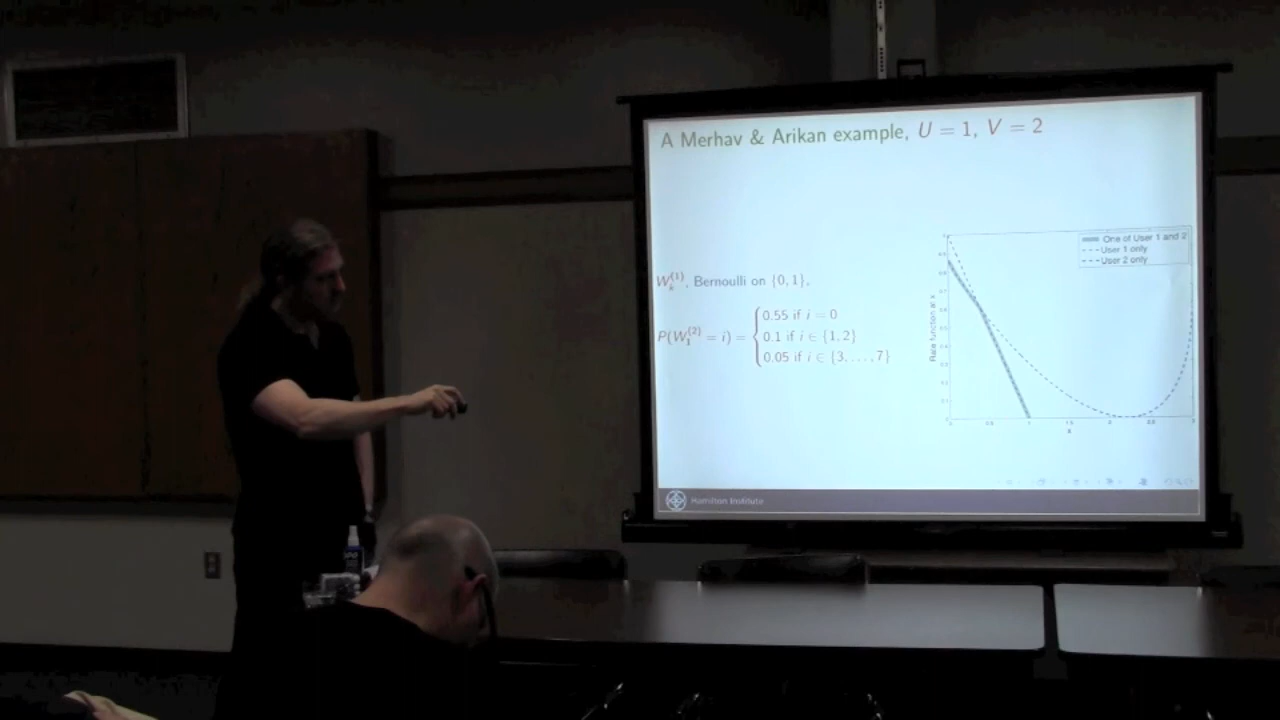 A Merhav & Arikan example, U = 1, V = 2
One of User 1 and 2
User 1 only
User 2 only
W_k^{(1)}, Bernoulli on {0, 1},
P(W_1^{(2)} = i) = { 0.55 if i = 0
0.1 if i ∈ {1, 2}
0.05 if i ∈ {3, . . . , 7}
Rate function at x
x
Hamilton Institute